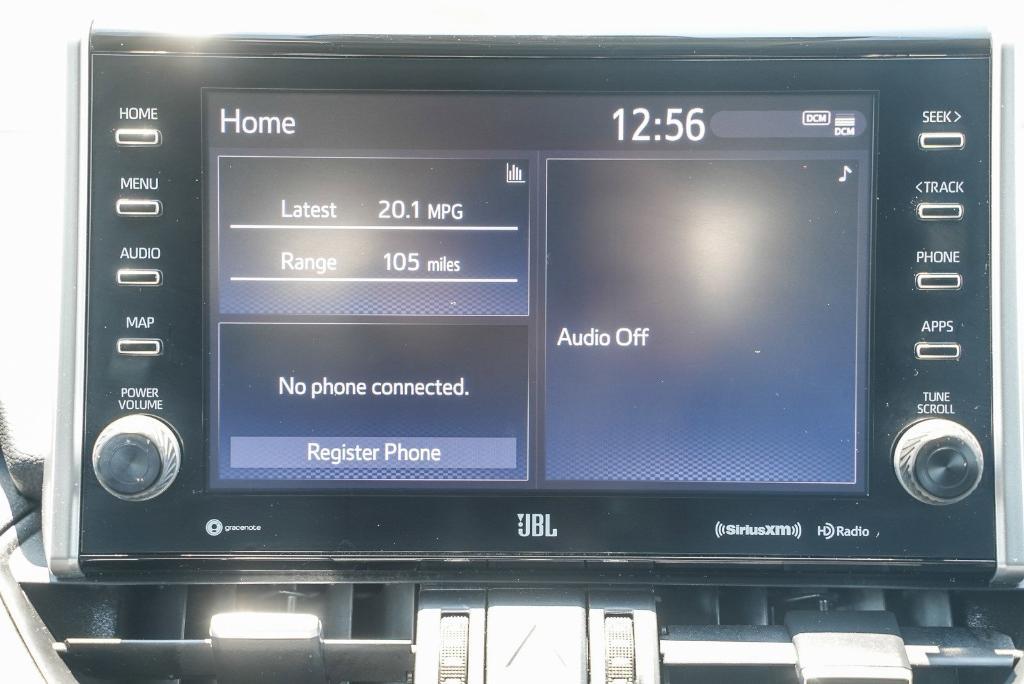 HOME
MENU
AUDIO
MAP
POWER
VOLUME
Home
12:56
DCM
DCM
Latest 20.1 MPG
Range 105 miles
No phone connected.
Register Phone
Audio Off
SEEK>
<TRACK
PHONE
APPS
TUNE
SCROLL
gracenote
JBL
((SiriusXM))
HD Radio